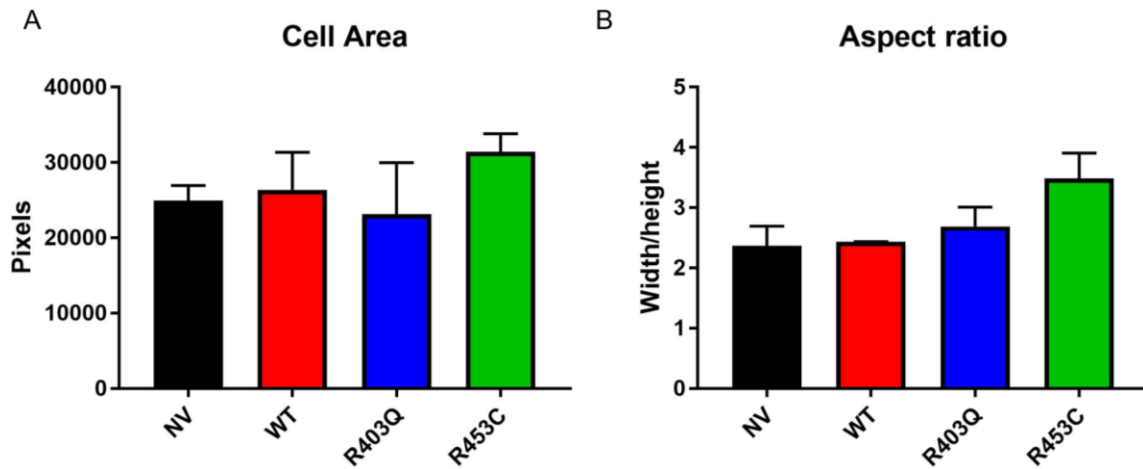 A
Cell Area
Pixels
40000
30000
20000
10000
0
NV
WT
R403Q
R453C
B
Aspect ratio
Width/height
5
4
3
2
1
0
NV
WT
R403Q
R453C